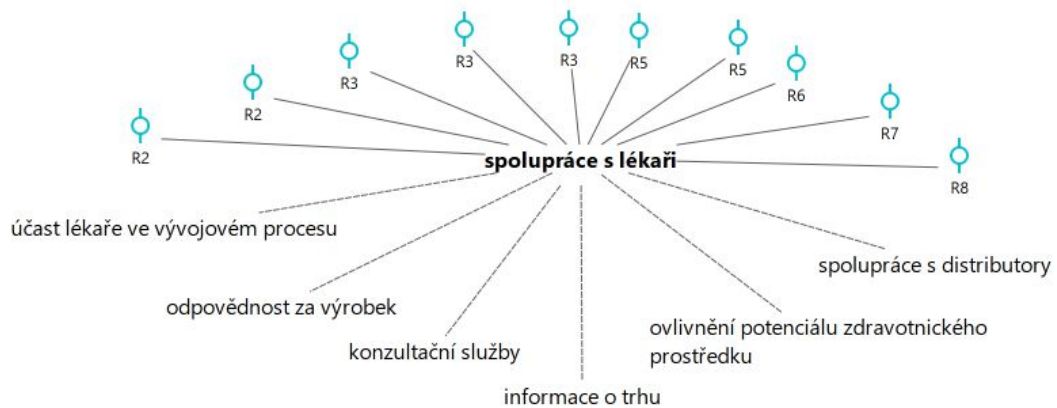 R2
R2
R3
R3
R3
R5
R5
R6
R7
R8
spolupráce s lékaři
účast lékaře ve vývojovém procesu
odpovědnost za výrobek
konzultační služby
informace o trhu
ovlivnění potenciálu zdravotnického
prostředku
spolupráce s distributory